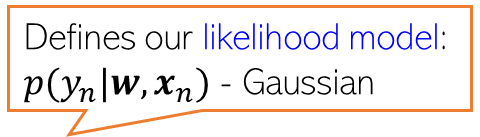 Defines our likelihood model:
p(yₙ|w, xₙ) - Gaussian